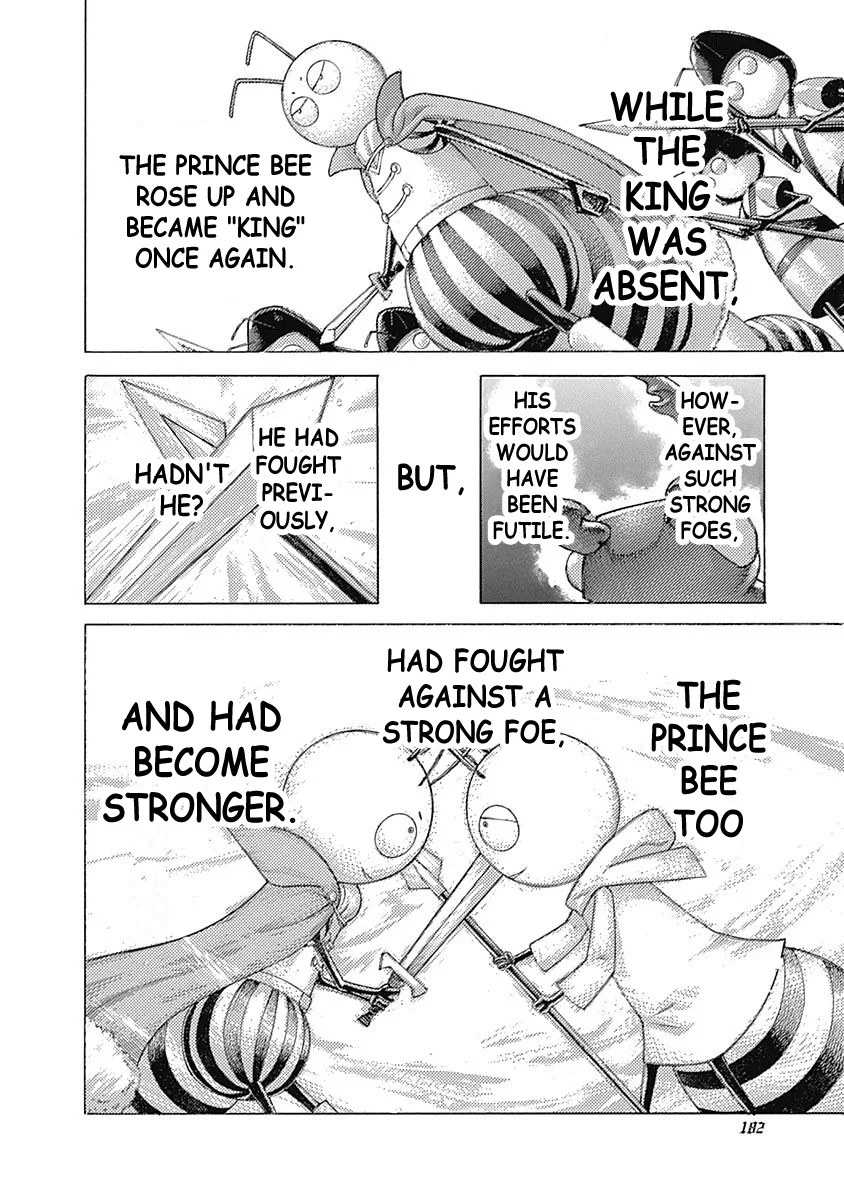 WHILE
THE
KING
WAS
ABSENT,
THE PRINCE BEE
ROSE UP AND
BECAME "KING"
ONCE AGAIN.
HOW-
EVER,
AGAINST
SUCH
STRONG
FOES,
HIS
EFFORTS
WOULD
HAVE
BEEN
FUTILE.
BUT,
HE HAD
FOUGHT
PREVI-
OUSLY,
HADN'T
HE?
THE
PRINCE
BEE
TOO
HAD FOUGHT
AGAINST A
STRONG FOE,
AND HAD
BECOME
STRONGER.
182